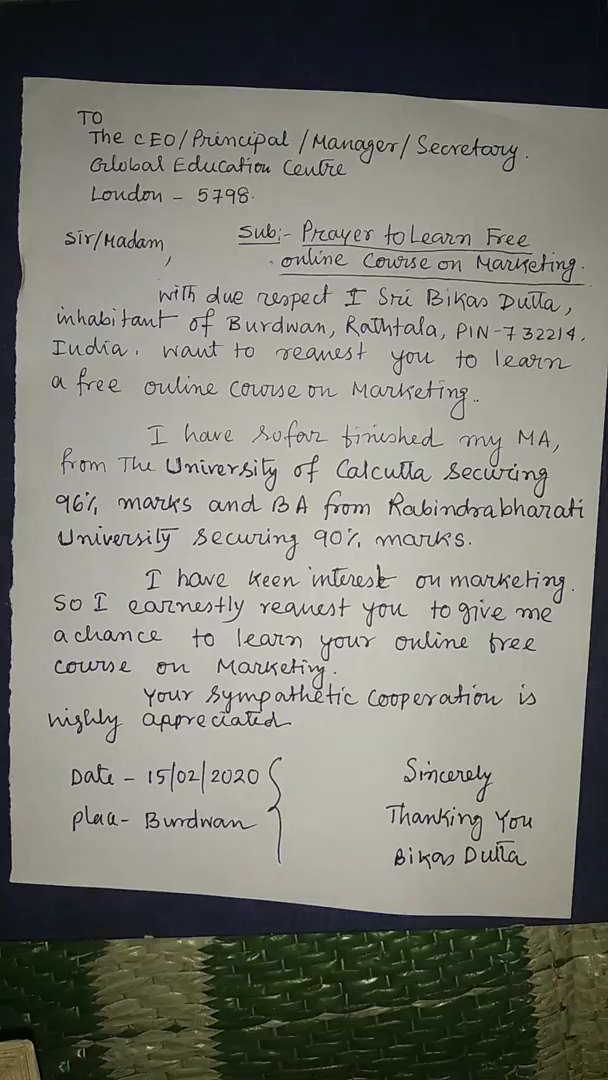 TO
The CEO/Principal/Manager/Secretary.
Global Education Centre
London - 5798.
Sir/Madam,
Sub:- Prayer to Learn Free
online Course on Marketing.
with due respect I Sri Bikas Dutta,
inhabitant of Burdwan, Rathtala, PIN-732214,
India. want to request you to learn
a free online course on Marketing.
I have so far finished my MA,
from The University of Calcutta securing
96% marks and BA from Rabindrabharati
University securing 90% marks.
I have keen interest on marketing.
So I earnestly request you to give me
a chance to learn your online free
course on Marketing.
Your Sympathetic Cooperation is
highly appreciated.
Date - 15/02/2020
Place- Burdwan
Sincerely
Thanking You
Bikas Dutta